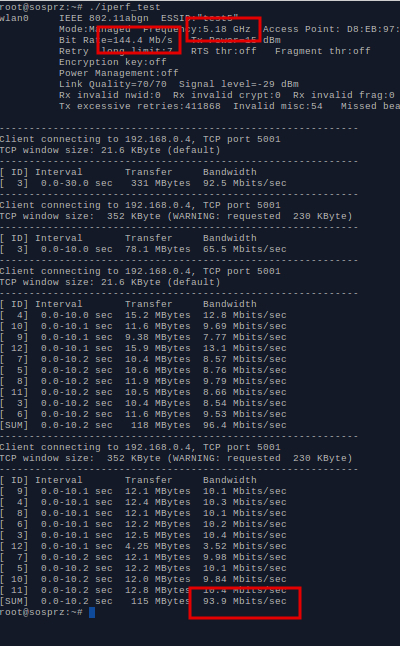 root@sosprz:~# ./iperf_test
wlan0 IEEE 802.11abgn ESSID:"test5"
Mode:Managed Frequency:5.18 GHz Access Point: D8:EB:97:
Bit Rate=144.4 Mb/s Tx-Power=15 dBm
Retry long limit:7 RTS thr:off Fragment thr:off
Encryption key:off
Power Management:off
Link Quality=70/70 Signal level=-29 dBm
Rx invalid nwid:0 Rx invalid crypt:0 Rx invalid frag:0
Tx excessive retries:411868 Invalid misc:54 Missed bea
------------------------------------------------------------
Client connecting to 192.168.0.4, TCP port 5001
TCP window size: 21.6 KByte (default)
------------------------------------------------------------
[ ID] Interval Transfer Bandwidth
[ 3] 0.0-30.0 sec 331 MBytes 92.5 Mbits/sec
------------------------------------------------------------
Client connecting to 192.168.0.4, TCP port 5001
TCP window size: 352 KByte (WARNING: requested 230 KByte)
------------------------------------------------------------
[ ID] Interval Transfer Bandwidth
[ 3] 0.0-10.0 sec 78.1 MBytes 65.5 Mbits/sec
------------------------------------------------------------
Client connecting to 192.168.0.4, TCP port 5001
TCP window size: 21.6 KByte (default)
------------------------------------------------------------
[ ID] Interval Transfer Bandwidth
[ 4] 0.0-10.0 sec 15.2 MBytes 12.8 Mbits/sec
[ 10] 0.0-10.1 sec 11.6 MBytes 9.69 Mbits/sec
[ 9] 0.0-10.1 sec 9.38 MBytes 7.77 Mbits/sec
[ 12] 0.0-10.1 sec 15.9 MBytes 13.1 Mbits/sec
[ 7] 0.0-10.2 sec 10.4 MBytes 8.57 Mbits/sec
[ 5] 0.0-10.2 sec 10.6 MBytes 8.76 Mbits/sec
[ 8] 0.0-10.2 sec 11.9 MBytes 9.79 Mbits/sec
[ 11] 0.0-10.2 sec 10.5 MBytes 8.66 Mbits/sec
[ 3] 0.0-10.2 sec 10.4 MBytes 8.54 Mbits/sec
[ 6] 0.0-10.2 sec 11.6 MBytes 9.53 Mbits/sec
[SUM] 0.0-10.2 sec 118 MBytes 96.4 Mbits/sec
------------------------------------------------------------
Client connecting to 192.168.0.4, TCP port 5001
TCP window size: 352 KByte (WARNING: requested 230 KByte)
------------------------------------------------------------
[ ID] Interval Transfer Bandwidth
[ 9] 0.0-10.1 sec 12.1 MBytes 10.1 Mbits/sec
[ 4] 0.0-10.1 sec 12.4 MBytes 10.3 Mbits/sec
[ 8] 0.0-10.1 sec 12.1 MBytes 10.1 Mbits/sec
[ 6] 0.0-10.1 sec 12.2 MBytes 10.2 Mbits/sec
[ 3] 0.0-10.1 sec 12.5 MBytes 10.4 Mbits/sec
[ 12] 0.0-10.1 sec 4.25 MBytes 3.52 Mbits/sec
[ 7] 0.0-10.2 sec 12.1 MBytes 9.98 Mbits/sec
[ 5] 0.0-10.2 sec 12.2 MBytes 10.1 Mbits/sec
[ 10] 0.0-10.2 sec 12.0 MBytes 9.84 Mbits/sec
[ 11] 0.0-10.2 sec 12.8 MBytes 10.4 Mbits/sec
[SUM] 0.0-10.2 sec 115 MBytes 93.9 Mbits/sec
root@sosprz:~#